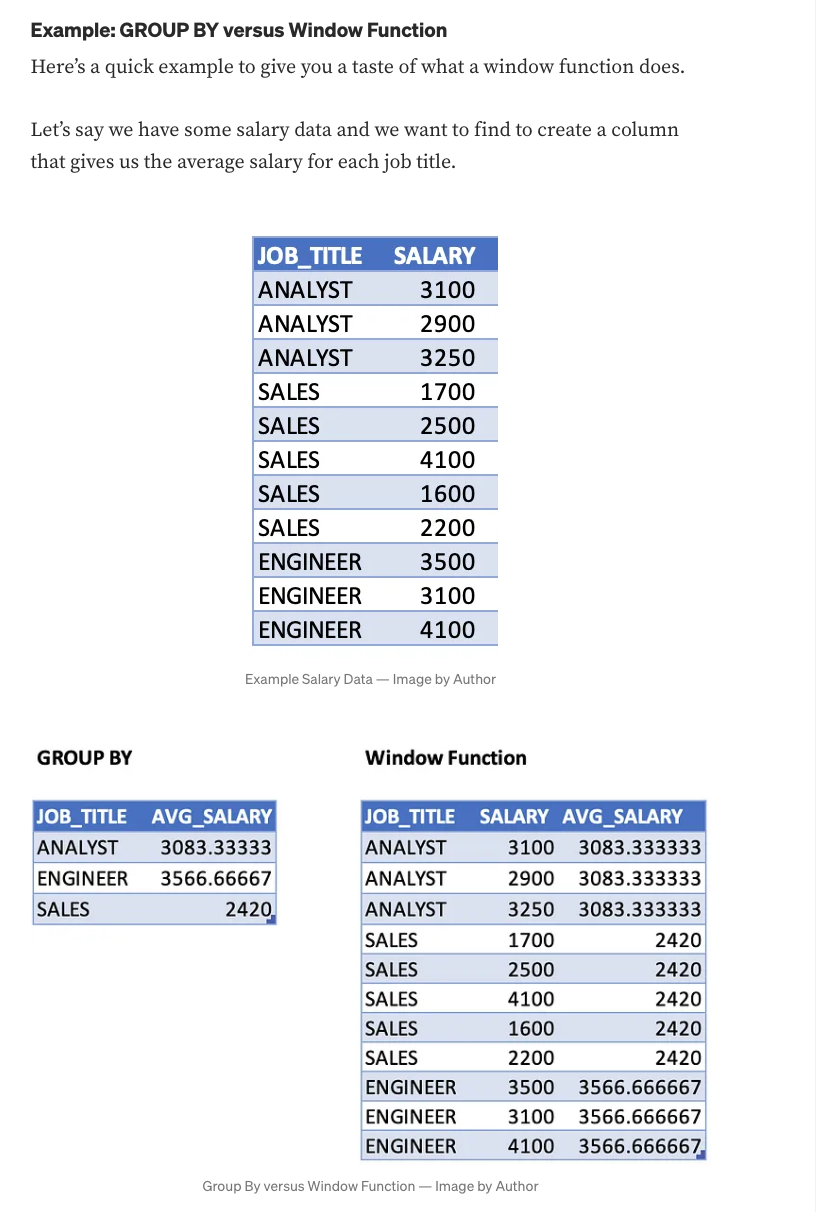 Example: GROUP BY versus Window Function
Here’s a quick example to give you a taste of what a window function does.
Let’s say we have some salary data and we want to find to create a column
that gives us the average salary for each job title.
JOB_TITLE SALARY
ANALYST 3100
ANALYST 2900
ANALYST 3250
SALES 1700
SALES 2500
SALES 4100
SALES 1600
SALES 2200
ENGINEER 3500
ENGINEER 3100
ENGINEER 4100
Example Salary Data — Image by Author
GROUP BY
JOB_TITLE AVG_SALARY
ANALYST 3083.33333
ENGINEER 3566.66667
SALES 2420
Window Function
JOB_TITLE SALARY AVG_SALARY
ANALYST 3100 3083.333333
ANALYST 2900 3083.333333
ANALYST 3250 3083.333333
SALES 1700 2420
SALES 2500 2420
SALES 4100 2420
SALES 1600 2420
SALES 2200 2420
ENGINEER 3500 3566.666667
ENGINEER 3100 3566.666667
ENGINEER 4100 3566.666667
Group By versus Window Function — Image by Author